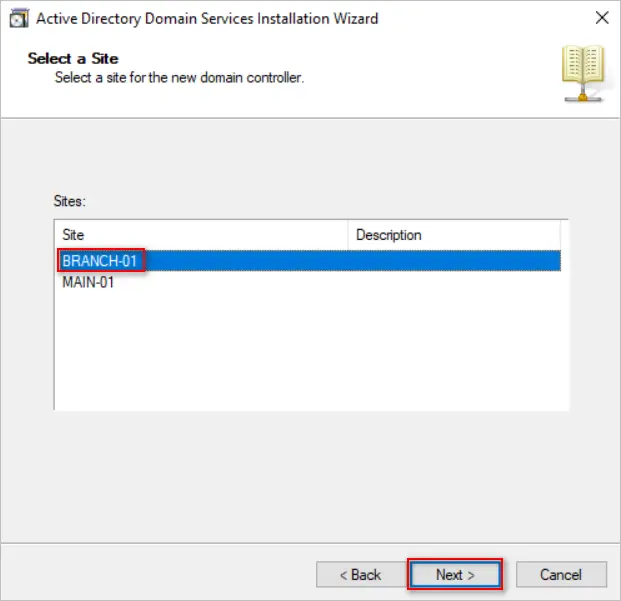 Active Directory Domain Services Installation Wizard
Select a Site
Select a site for the new domain controller.
Sites:
Site Description
BRANCH-01
MAIN-01
< Back Next > Cancel